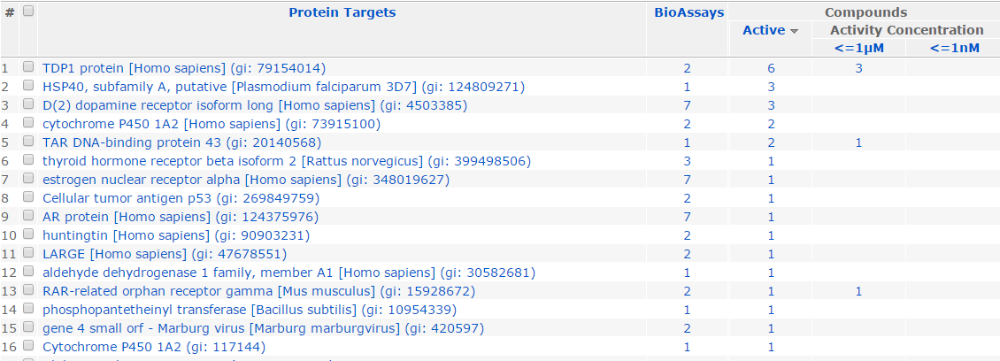 # Protein Targets BioAssays Compounds
Active Activity Concentration
<=1µM <=1nM
1 TDP1 protein [Homo sapiens] (gi: 79154014) 2 6 3
2 HSP40, subfamily A, putative [Plasmodium falciparum 3D7] (gi: 124809271) 1 3
3 D(2) dopamine receptor isoform long [Homo sapiens] (gi: 4503385) 7 3
4 cytochrome P450 1A2 [Homo sapiens] (gi: 73915100) 2 2
5 TAR DNA-binding protein 43 (gi: 20140568) 1 2 1
6 thyroid hormone receptor beta isoform 2 [Rattus norvegicus] (gi: 399498506) 3 1
7 estrogen nuclear receptor alpha [Homo sapiens] (gi: 348019627) 7 1
8 Cellular tumor antigen p53 (gi: 269849759) 2 1
9 AR protein [Homo sapiens] (gi: 124375976) 7 1
10 huntingtin [Homo sapiens] (gi: 90903231) 2 1
11 LARGE [Homo sapiens] (gi: 47678551) 2 1
12 aldehyde dehydrogenase 1 family, member A1 [Homo sapiens] (gi: 30582681) 1 1
13 RAR-related orphan receptor gamma [Mus musculus] (gi: 15928672) 2 1 1
14 phosphopantetheinyl transferase [Bacillus subtilis] (gi: 10954339) 1 1
15 gene 4 small orf - Marburg virus [Marburg marburgvirus] (gi: 420597) 2 1
16 Cytochrome P450 1A2 (gi: 117144) 1 1